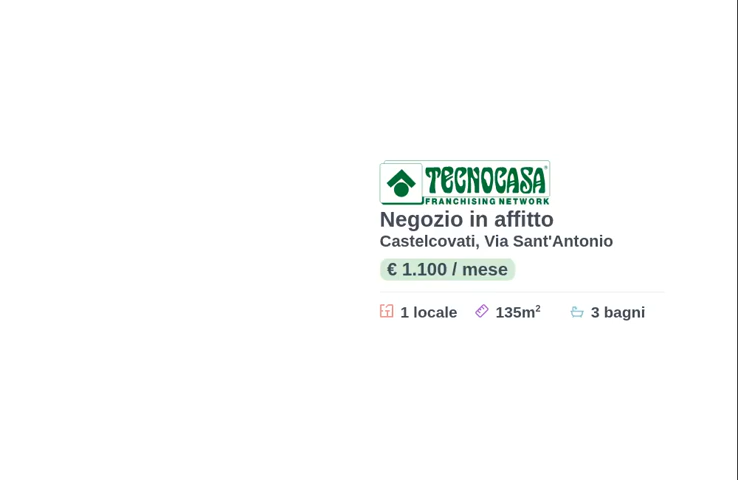 TECNOCASA
FRANCHISING NETWORK
Negozio in affitto
Castelcovati, Via Sant'Antonio
€ 1.100 / mese
1 locale 135m² 3 bagni